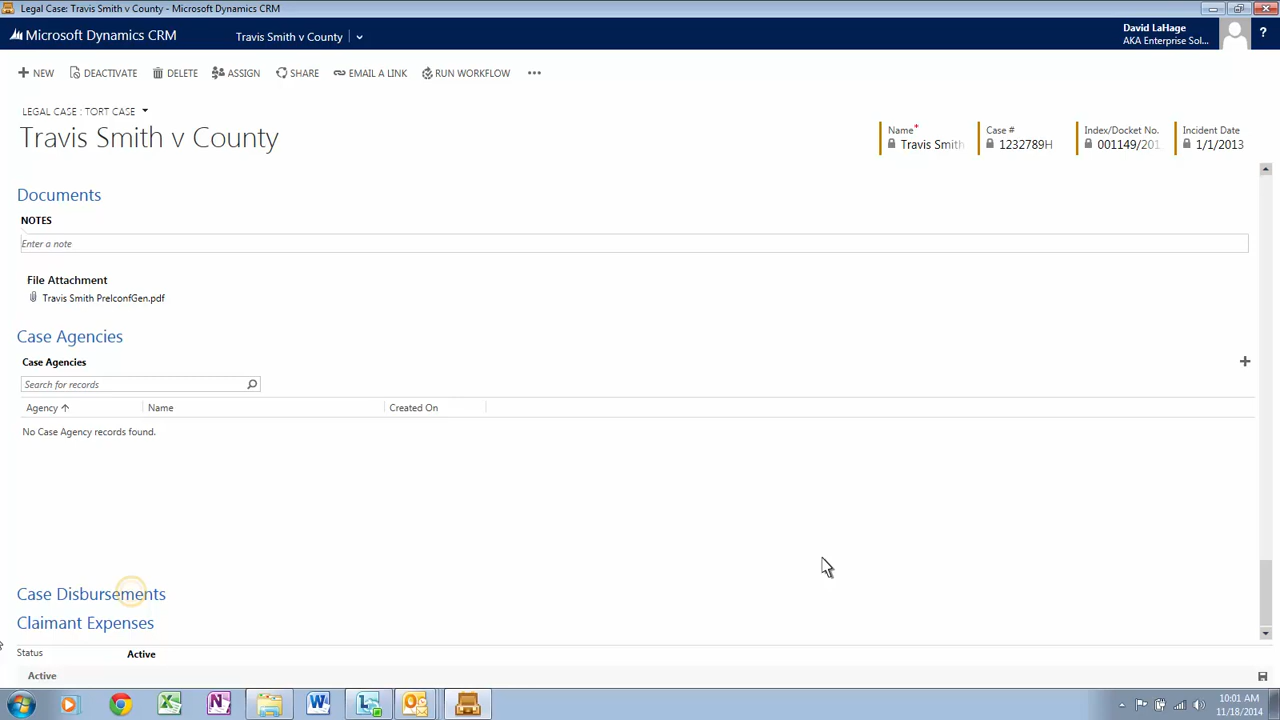 Legal Case: Travis Smith v County - Microsoft Dynamics CRM
Microsoft Dynamics CRM
Travis Smith v County
David LaHage
AKA Enterprise Sol...
?
NEW
DEACTIVATE
DELETE
ASSIGN
SHARE
EMAIL A LINK
RUN WORKFLOW
LEGAL CASE : TORT CASE
Travis Smith v County
Name*
Travis Smith
Case #
1232789H
Index/Docket No.
001149/201
Incident Date
1/1/2013
Documents
NOTES
Enter a note
File Attachment
Travis Smith PrelconfGen.pdf
Case Agencies
Case Agencies
Search for records
Agency Name Created On
No Case Agency records found.
Case Disbursements
Claimant Expenses
Status Active
Active
10:01 AM
11/18/2014